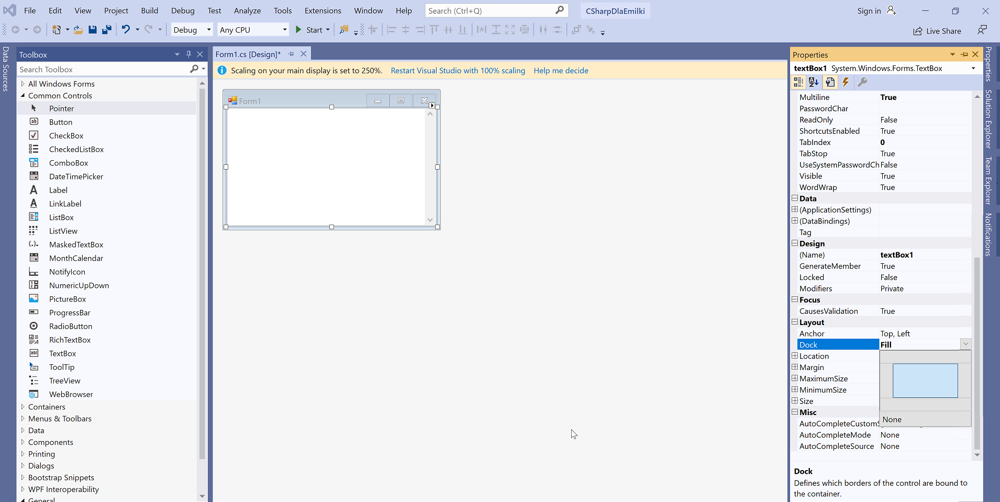 File Edit View Project Build Debug Test Analyze Tools Extensions Window Help Search (Ctrl+Q) CSharpDlaEmilki Sign in
Debug Any CPU Start Live Share
Data Sources
Toolbox
Search Toolbox
All Windows Forms
Common Controls
Pointer
Button
CheckBox
CheckedListBox
ComboBox
DateTimePicker
Label
LinkLabel
ListBox
ListView
MaskedTextBox
MonthCalendar
NotifyIcon
NumericUpDown
PictureBox
ProgressBar
RadioButton
RichTextBox
TextBox
ToolTip
TreeView
WebBrowser
Containers
Menus & Toolbars
Data
Components
Printing
Dialogs
Bootstrap Snippets
WPF Interoperability
General
Form1.cs [Design]*
Scaling on your main display is set to 250%. Restart Visual Studio with 100% scaling Help me decide
Form1
Properties
textBox1 System.Windows.Forms.TextBox
Multiline True
PasswordChar
ReadOnly False
ShortcutsEnabled True
TabIndex 0
TabStop True
UseSystemPasswordCh False
Visible True
WordWrap True
Data
(ApplicationSettings)
(DataBindings)
Tag
Design
(Name) textBox1
GenerateMember True
Locked False
Modifiers Private
Focus
CausesValidation True
Layout
Anchor Top, Left
Dock Fill
Location
Margin
MaximumSize
MinimumSize
Size
Misc
None
AutoCompleteCustomS
AutoCompleteMode None
AutoCompleteSource None
Dock
Defines which borders of the control are bound to
the container.
Properties
Solution Explorer
Team Explorer
Notifications